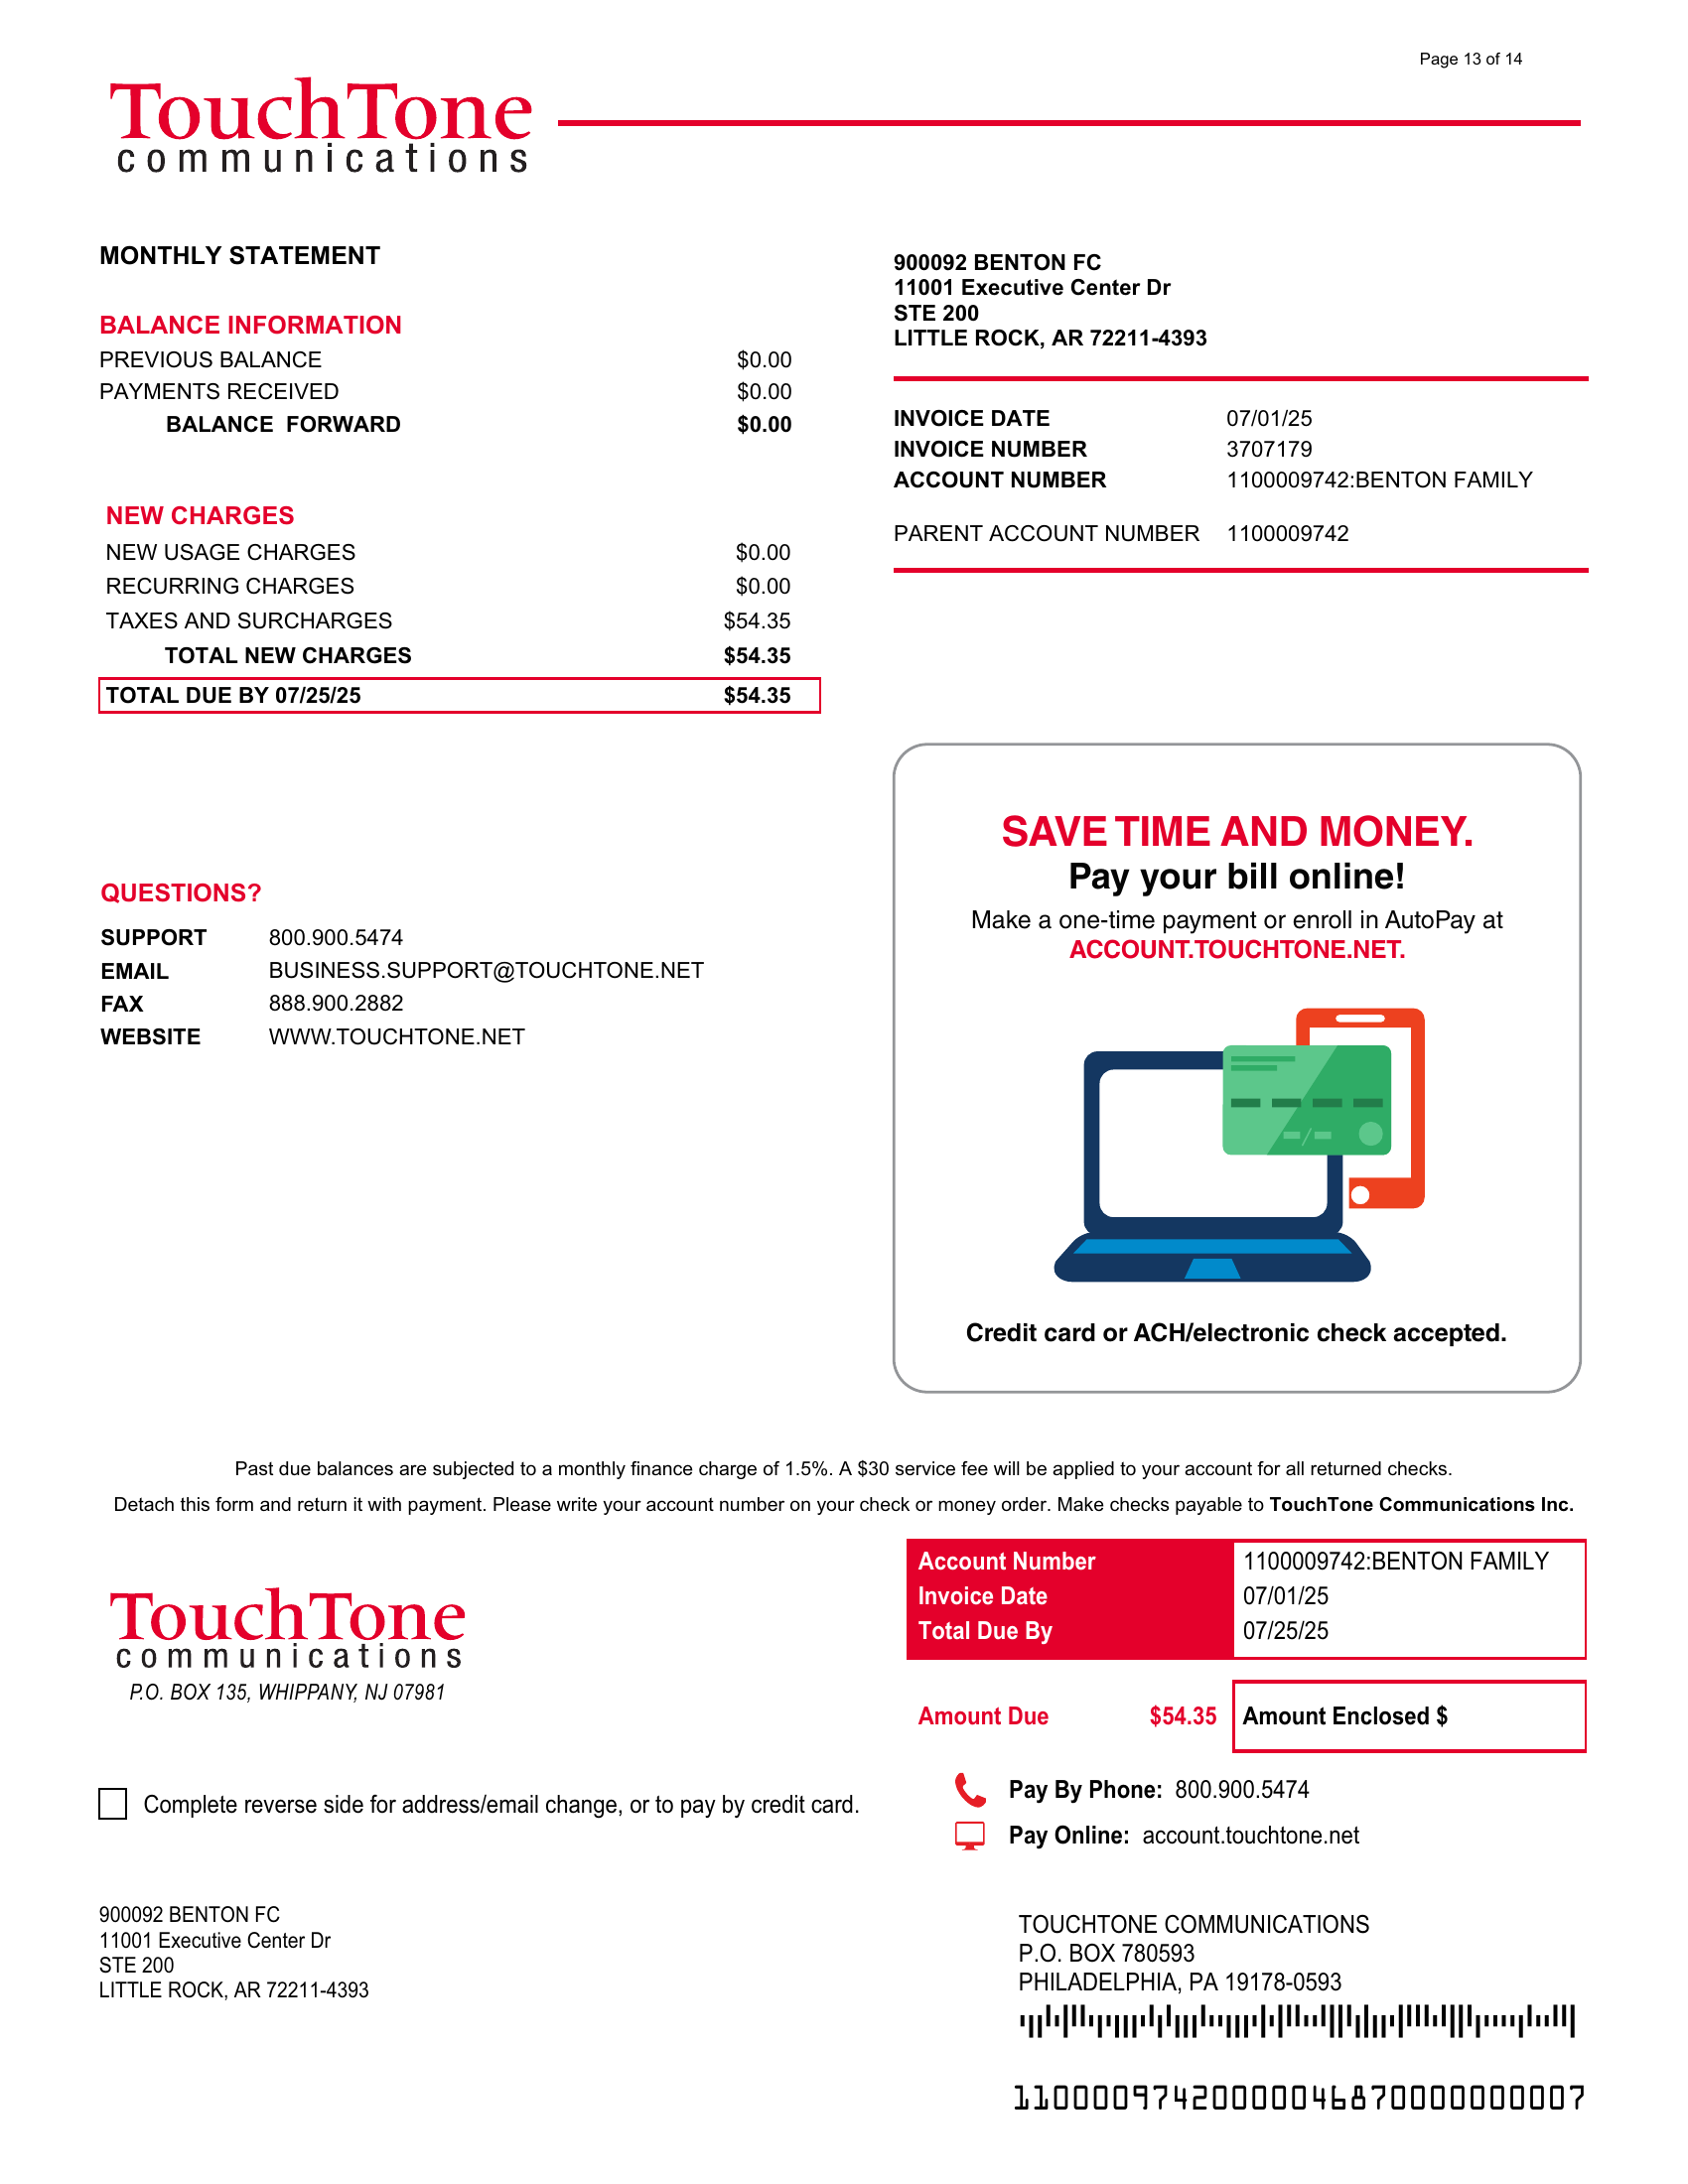 Page 13 of 14
TouchTone
communications
MONTHLY STATEMENT
900092 BENTON FC
11001 Executive Center Dr
STE 200
LITTLE ROCK, AR 72211-4393
BALANCE INFORMATION
PREVIOUS BALANCE $0.00
PAYMENTS RECEIVED $0.00
BALANCE FORWARD $0.00
INVOICE DATE 07/01/25
INVOICE NUMBER 3707179
ACCOUNT NUMBER 1100009742:BENTON FAMILY
PARENT ACCOUNT NUMBER 1100009742
NEW CHARGES
NEW USAGE CHARGES $0.00
RECURRING CHARGES $0.00
TAXES AND SURCHARGES $54.35
TOTAL NEW CHARGES $54.35
TOTAL DUE BY 07/25/25 $54.35
QUESTIONS?
SUPPORT 800.900.5474
EMAIL BUSINESS.SUPPORT@TOUCHTONE.NET
FAX 888.900.2882
WEBSITE WWW.TOUCHTONE.NET
SAVE TIME AND MONEY.
Pay your bill online!
Make a one-time payment or enroll in AutoPay at
ACCOUNT.TOUCHTONE.NET.
Credit card or ACH/electronic check accepted.
Past due balances are subjected to a monthly finance charge of 1.5%. A $30 service fee will be applied to your account for all returned checks.
Detach this form and return it with payment. Please write your account number on your check or money order. Make checks payable to TouchTone Communications Inc.
TouchTone
communications
P.O. BOX 135, WHIPPANY, NJ 07981
Account Number 1100009742:BENTON FAMILY
Invoice Date 07/01/25
Total Due By 07/25/25
Amount Due $54.35 Amount Enclosed $
Complete reverse side for address/email change, or to pay by credit card.
Pay By Phone: 800.900.5474
Pay Online: account.touchtone.net
900092 BENTON FC
11001 Executive Center Dr
STE 200
LITTLE ROCK, AR 72211-4393
TOUCHTONE COMMUNICATIONS
P.O. BOX 780593
PHILADELPHIA, PA 19178-0593
11000097420000046870000000007